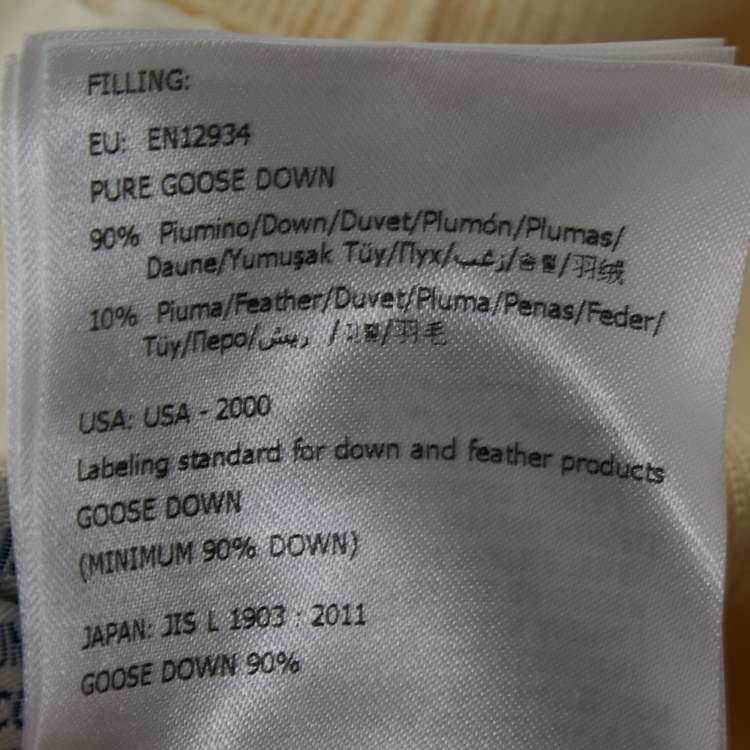 FILLING:
EU: EN12934
PURE GOOSE DOWN
90% Piumino/Down/Duvet/Plumón/Plumas/
Daune/Yumuşak Tüy/Пух/زغب/솜털/羽绒
10% Piuma/Feather/Duvet/Pluma/Penas/Feder/
Tüy/Перо/ريش /깃털/羽毛
USA: USA - 2000
Labeling standard for down and feather products
GOOSE DOWN
(MINIMUM 90% DOWN)
JAPAN: JIS L 1903 : 2011
GOOSE DOWN 90%